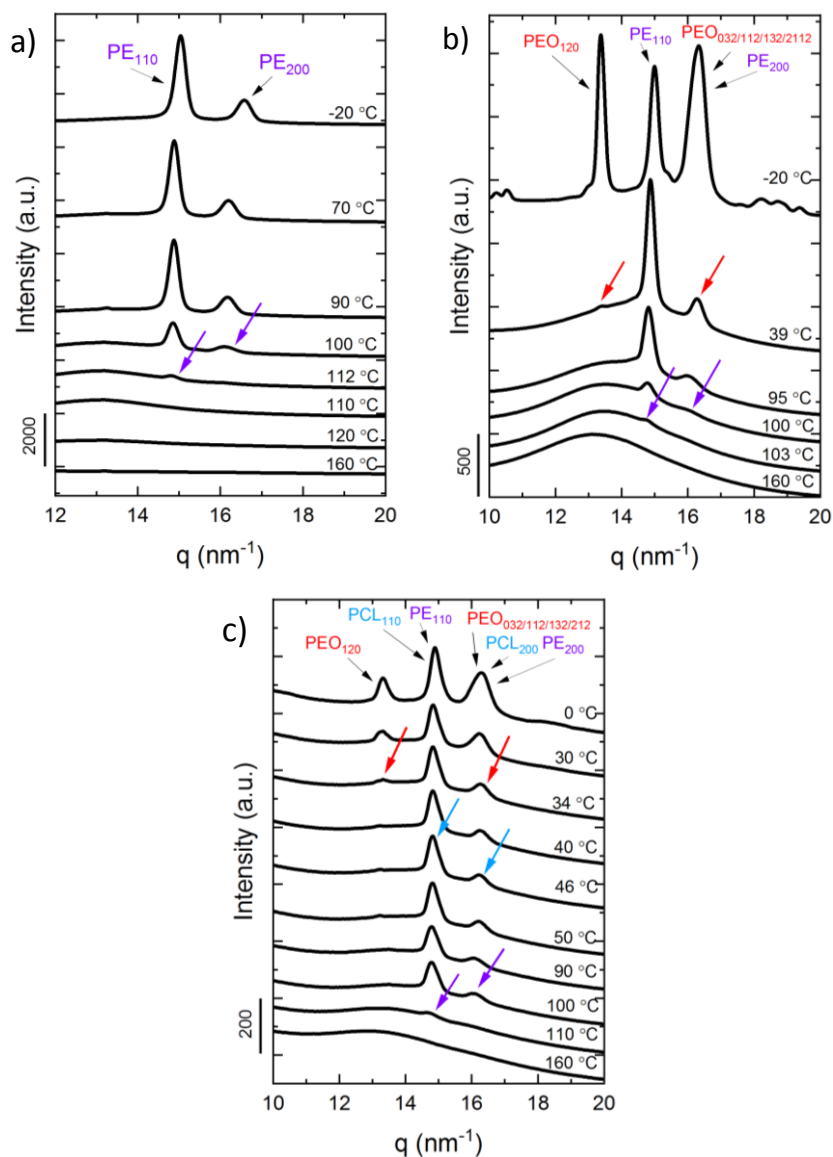 a)
PE110
PE200
-20 °C
70 °C
90 °C
100 °C
112 °C
110 °C
120 °C
160 °C
2000
Intensity (a.u.)
12 14 16 18 20
q (nm-1)
b)
PEO120
PE110
PEO032/112/132/2112
PE200
-20 °C
39 °C
95 °C
100 °C
103 °C
160 °C
500
Intensity (a.u.)
10 12 14 16 18 20
q (nm-1)
c)
PCL110
PE110
PEO032/112/132/212
PEO120
PCL200
PE200
0 °C
30 °C
34 °C
40 °C
46 °C
50 °C
90 °C
100 °C
110 °C
160 °C
200
Intensity (a.u.)
10 12 14 16 18 20
q (nm-1)